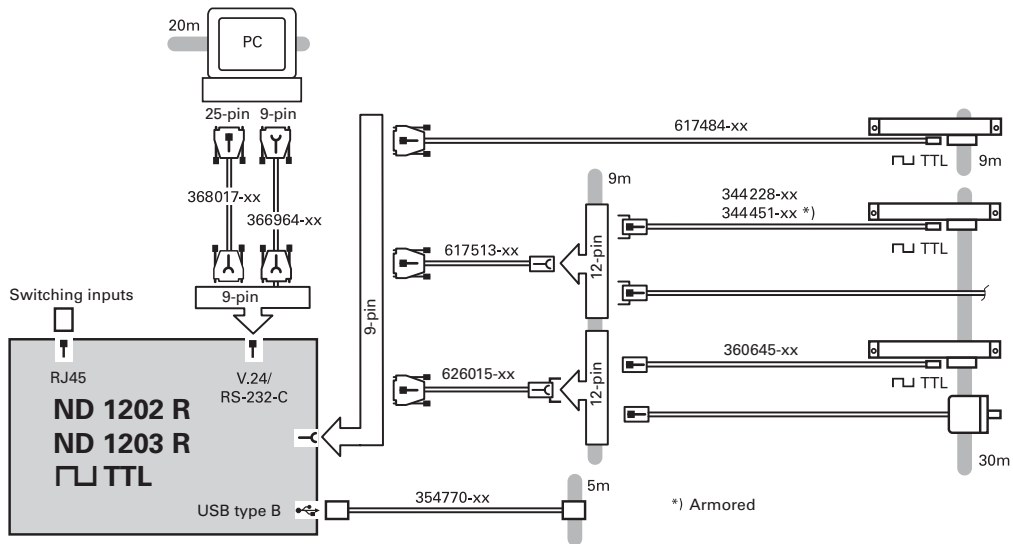 20m
PC
25-pin 9-pin
617484-xx
TTL 9m
368017-xx
366964-xx
9m
344228-xx
344451-xx *)
TTL
617513-xx
12-pin
9-pin
Switching inputs
9-pin
RJ45
V.24/
RS-232-C
360645-xx
TTL
626015-xx
12-pin
ND 1202 R
ND 1203 R
TTL
30m
USB type B
354770-xx
5m
*) Armored